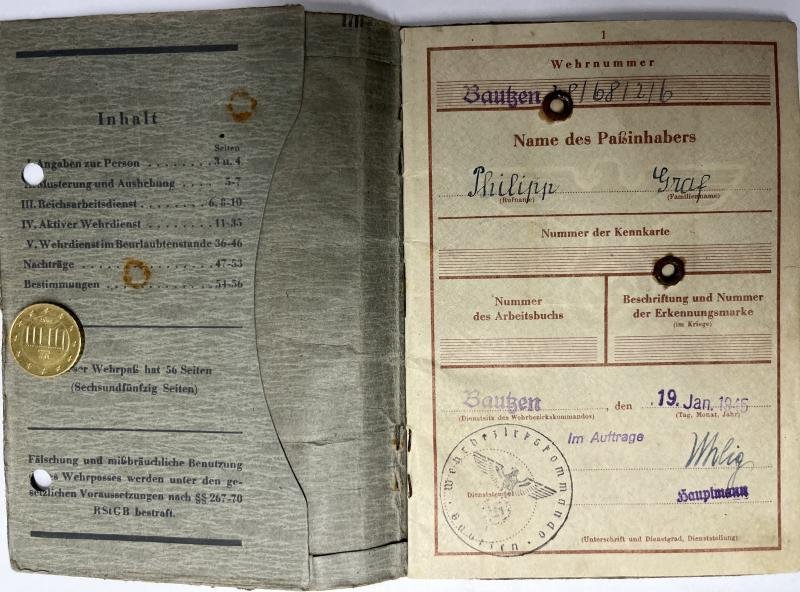 Inhalt
Seiten
I. Angaben zur Person . . . . . . . . 3 u. 4
Musterung und Aushebung . . . . 5-7
III. Reichsarbeitsdienst . . . . . . . . 6, 8-10
IV. Aktiver Wehrdienst . . . . . . . 11-35
V. Wehrdienst im Beurlaubtenstande 36-46
Nachträge . . . . . . . . 47-53
Bestimmungen . . . . . . . . 54-56
Wehrpaß hat 56 Seiten
(Sechsundfünfzig Seiten)
Fälschung und mißbräuchliche Benutzung
Wehrpasses werden unter den ge-
setzlichen Voraussetzungen nach §§ 267-70
RStGB bestraft.
1
Wehrnummer
Bautzen /68/2/6
Name des Paßinhabers
Philipp Graf
(Rufname) (Familienname)
Nummer der Kennkarte
Nummer
des Arbeitsbuchs
Beschriftung und Nummer
der Erkennungsmarke
(im Kriege)
Bautzen, den 19. Jan. 1945
(Dienstsitz des Wehrbezirkskommandos) (Tag, Monat, Jahr)
Im Auftrage
Wehrbezirkskommando
Bautzen
Hauptmann
(Unterschrift und Dienstgrad, Dienststellung)